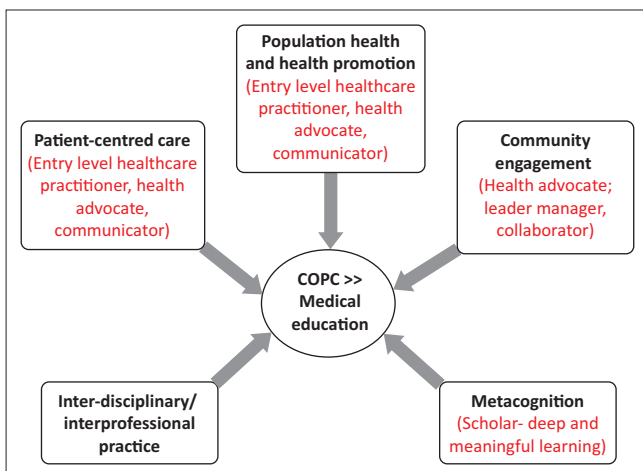 Population health
and health promotion
(Entry level healthcare
practitioner, health
advocate,
communicator)
Patient-centred care
(Entry level healthcare
practitioner, health
advocate,
communicator)
Community
engagement
(Health advocate;
leader manager,
collaborator)
COPC >>
Medical
education
Inter-disciplinary/
interprofessional
practice
Metacognition
(Scholar- deep and
meaningful learning)